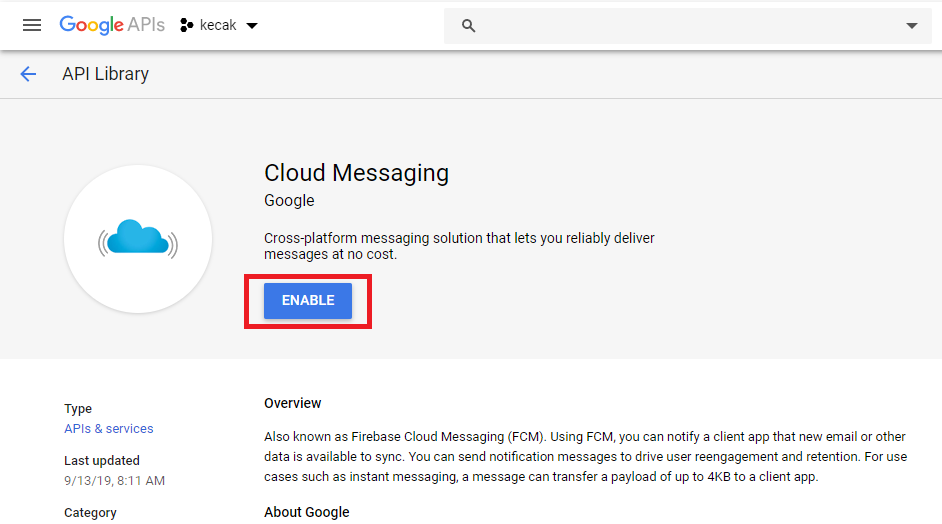 Google APIs kecak
API Library
Cloud Messaging
Google
Cross-platform messaging solution that lets you reliably deliver
messages at no cost.
ENABLE
Type
APIs & services
Last updated
9/13/19, 8:11 AM
Category
Overview
Also known as Firebase Cloud Messaging (FCM). Using FCM, you can notify a client app that new email or other
data is available to sync. You can send notification messages to drive user reengagement and retention. For use
cases such as instant messaging, a message can transfer a payload of up to 4KB to a client app.
About Google